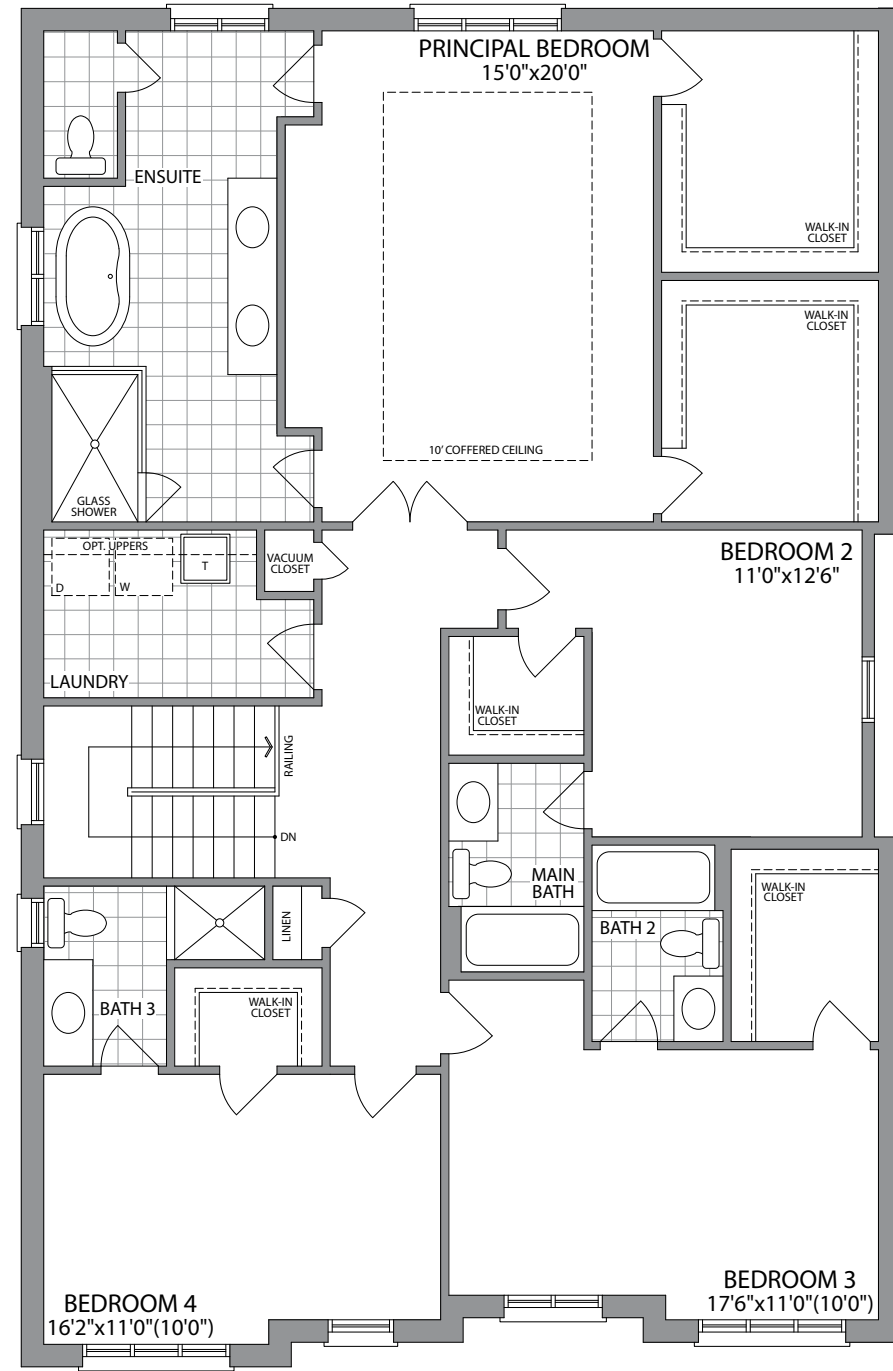 PRINCIPAL BEDROOM
15'0"x20'0"
ENSUITE
WALK-IN
CLOSET
WALK-IN
CLOSET
10' COFFERED CEILING
GLASS
SHOWER
OPT. UPPERS
D
W
T
VACUUM
CLOSET
BEDROOM 2
11'0"x12'6"
LAUNDRY
WALK-IN
CLOSET
RAILING
DN
MAIN
BATH
WALK-IN
CLOSET
LINEN
BATH 2
BATH 3
WALK-IN
CLOSET
BEDROOM 4
16'2"x11'0"(10'0")
BEDROOM 3
17'6"x11'0"(10'0")